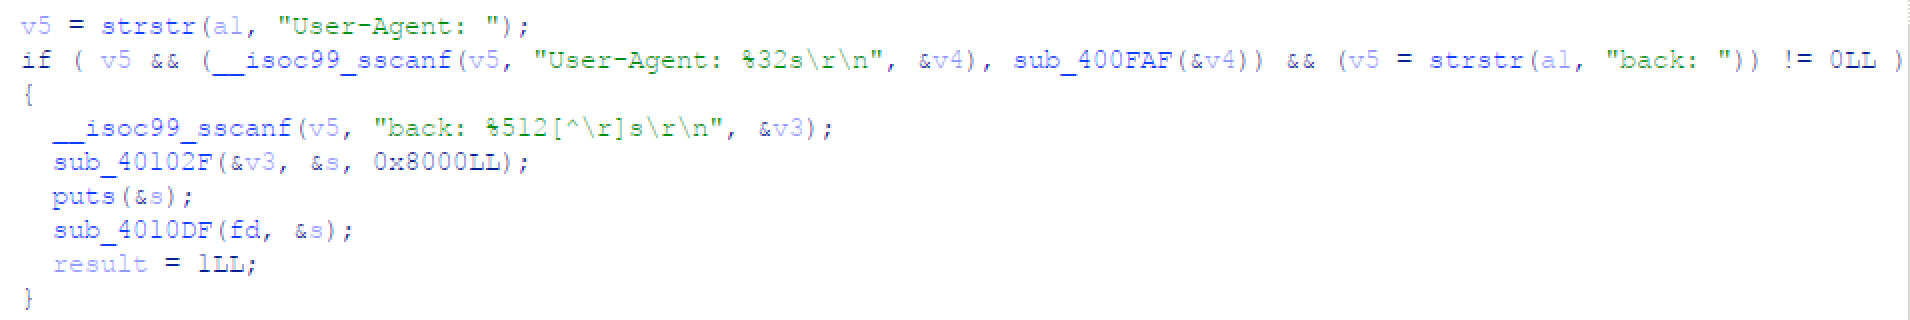 v5 = strstr(a1, "User-Agent: ");
if ( v5 && (__isoc99_sscanf(v5, "User-Agent: %32s\r\n", &v4), sub_400FAF(&v4)) && (v5 = strstr(a1, "back: ")) != 0LL )
{
  __isoc99_sscanf(v5, "back: %512[^\r]s\r\n", &v3);
  sub_40102F(&v3, &s, 0x8000LL);
  puts(&s);
  sub_4010DF(fd, &s);
  result = 1LL;
}